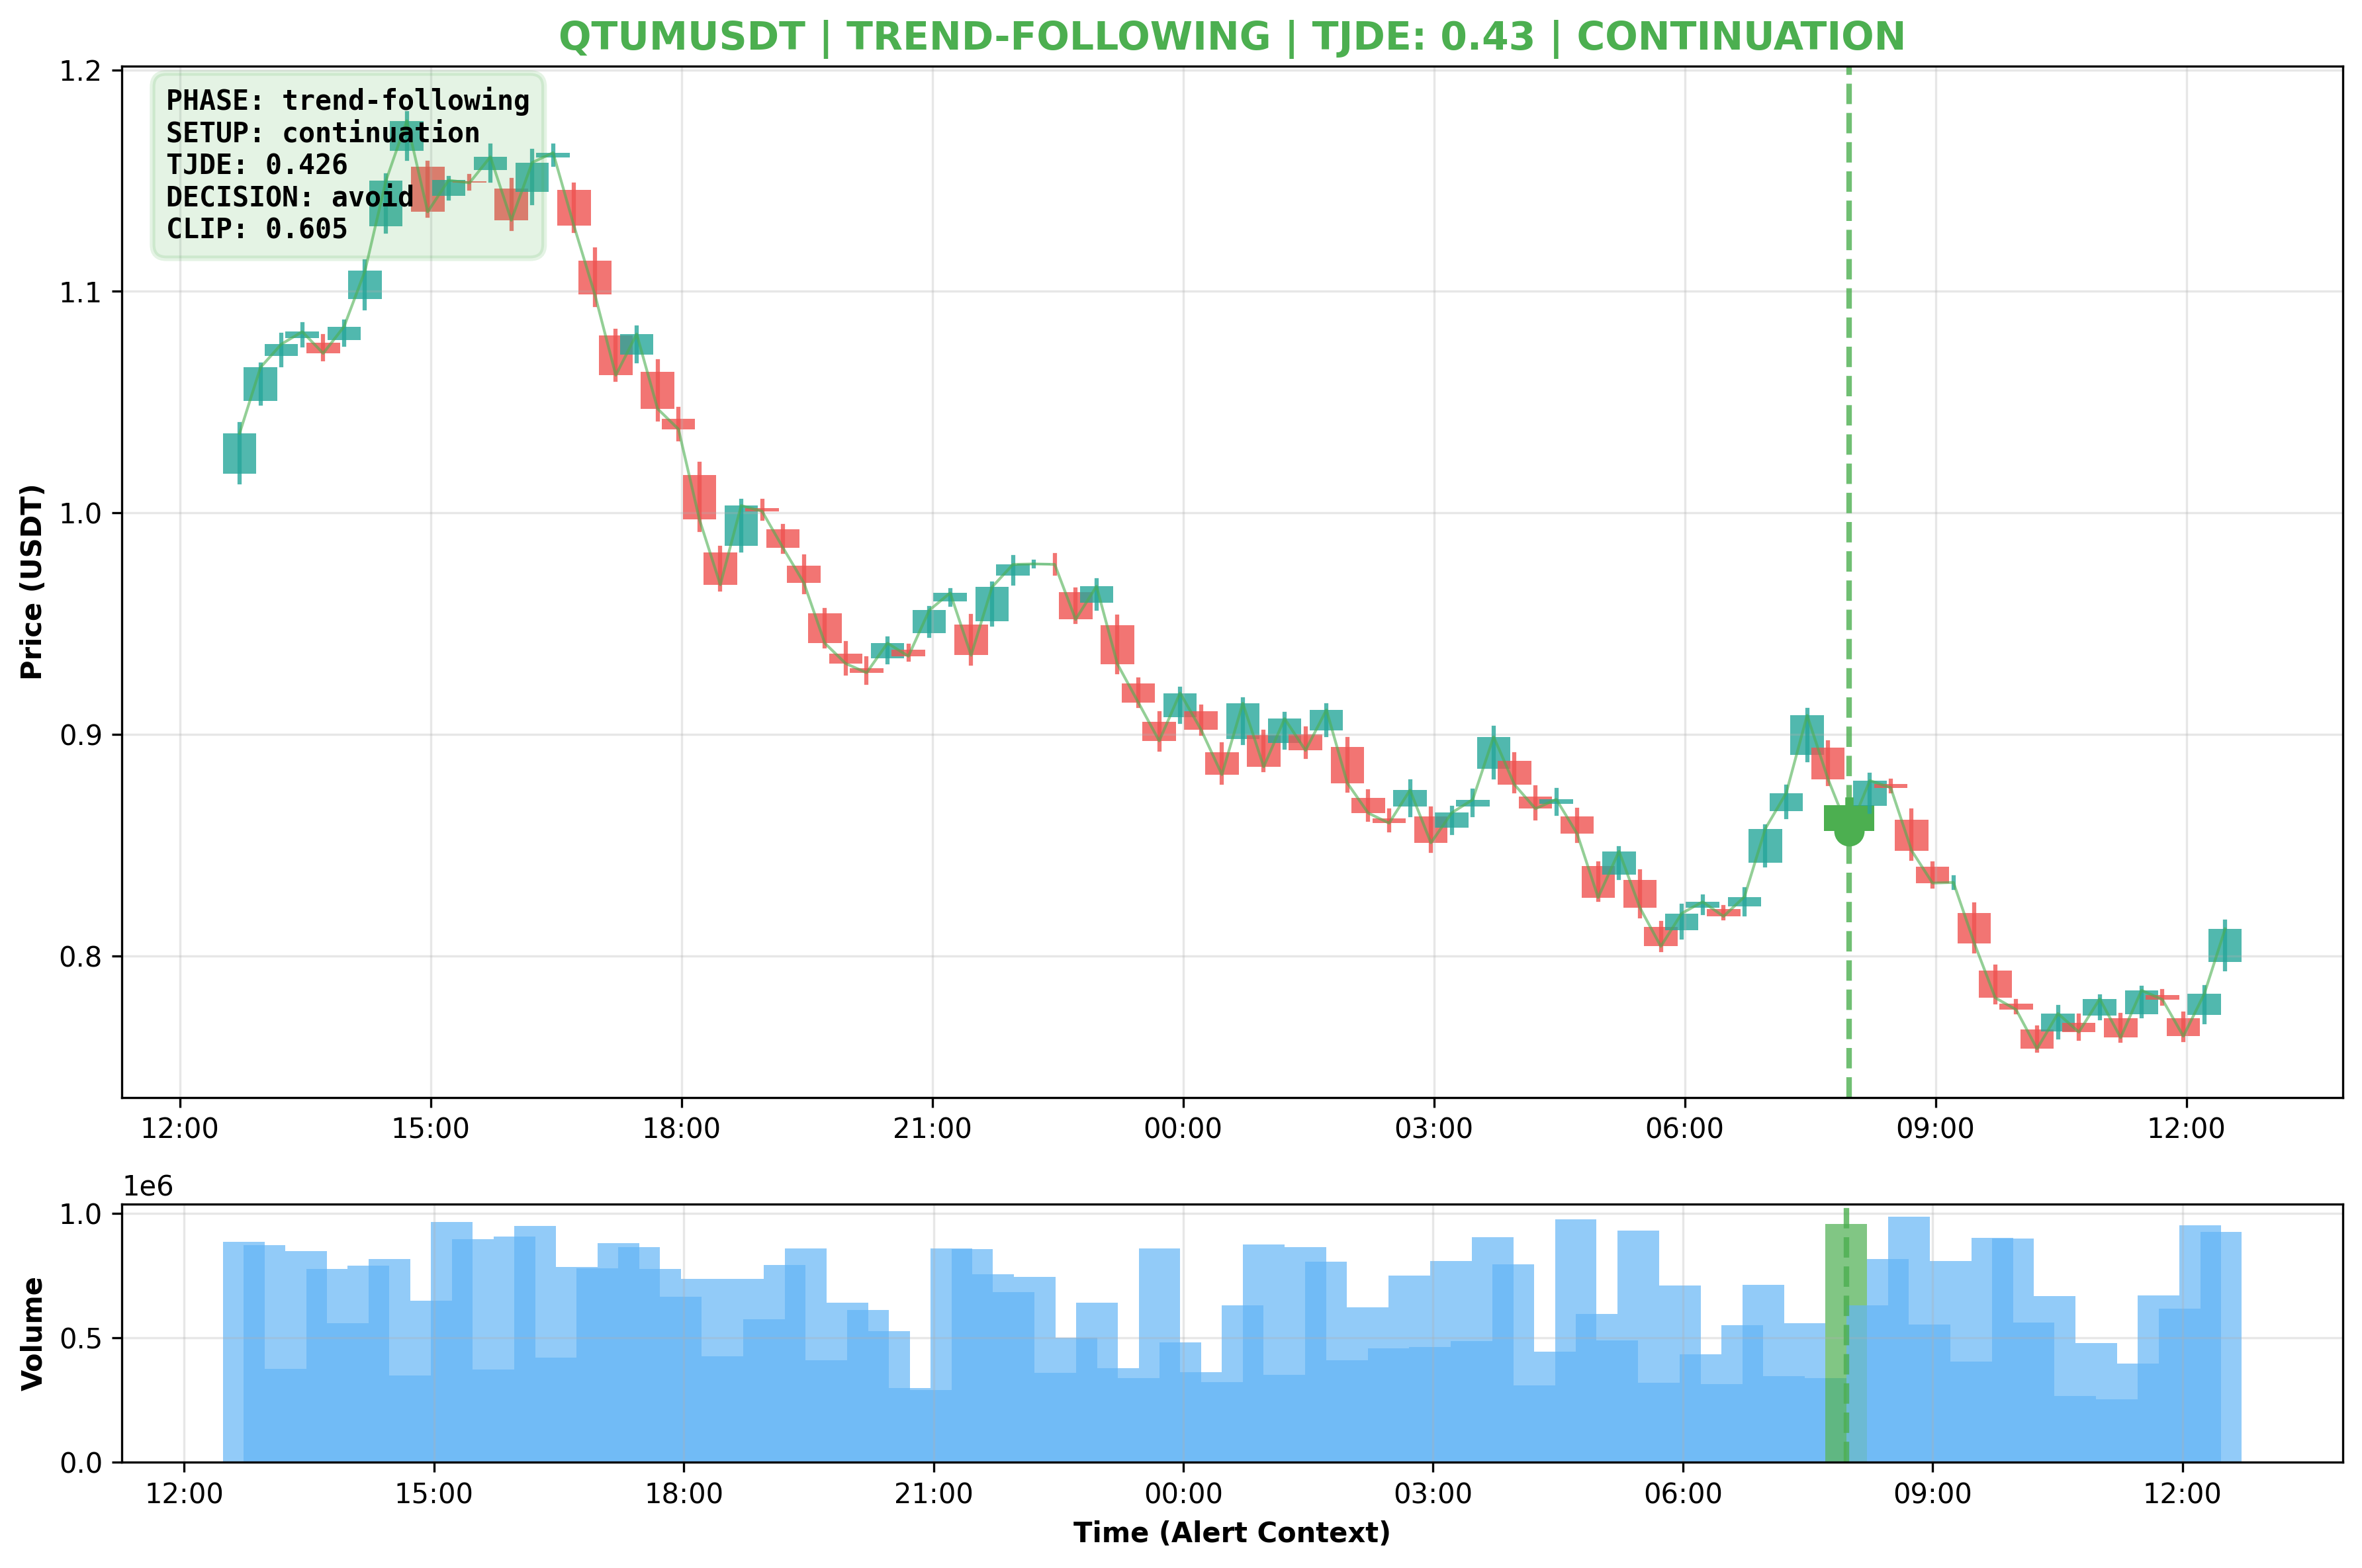 QTUMUSDT | TREND-FOLLOWING | TJDE: 0.43 | CONTINUATION
PHASE: trend-following
SETUP: continuation
TJDE: 0.426
DECISION: avoid
CLIP: 0.605
Price (USDT)
1.2
1.1
1.0
0.9
0.8
12:00 15:00 18:00 21:00 00:00 03:00 06:00 09:00 12:00
1e6
Volume
1.0
0.5
0.0
12:00 15:00 18:00 21:00 00:00 03:00 06:00 09:00 12:00
Time (Alert Context)